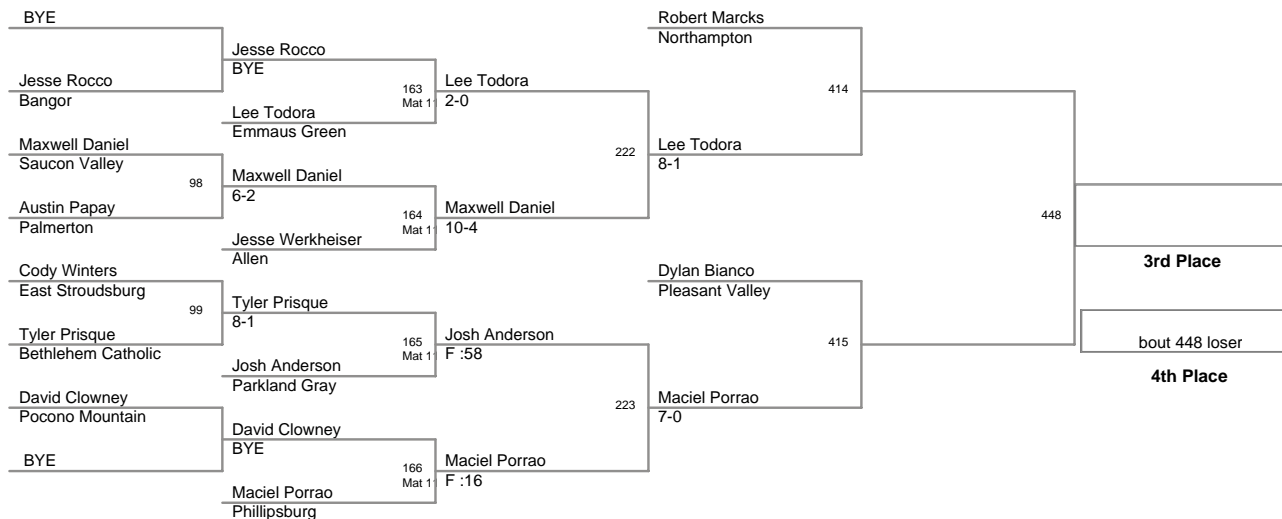 BYE
Robert Marcks
Northampton
Jesse Rocco
BYE
Jesse Rocco
Bangor
163
Mat 11
Lee Todora
2-0
414
Lee Todora
Emmaus Green
Maxwell Daniel
Saucon Valley
222
Lee Todora
8-1
98
Maxwell Daniel
6-2
Austin Papay
Palmerton
164
Mat 11
Maxwell Daniel
10-4
448
Jesse Werkheiser
Allen
3rd Place
Cody Winters
East Stroudsburg
Dylan Bianco
Pleasant Valley
99
Tyler Prisque
8-1
Tyler Prisque
Bethlehem Catholic
165
Mat 11
Josh Anderson
F :58
415
bout 448 loser
Josh Anderson
Parkland Gray
4th Place
David Clowney
Pocono Mountain
223
Maciel Porrao
7-0
David Clowney
BYE
BYE
166
Mat 11
Maciel Porrao
F :16
Maciel Porrao
Phillipsburg